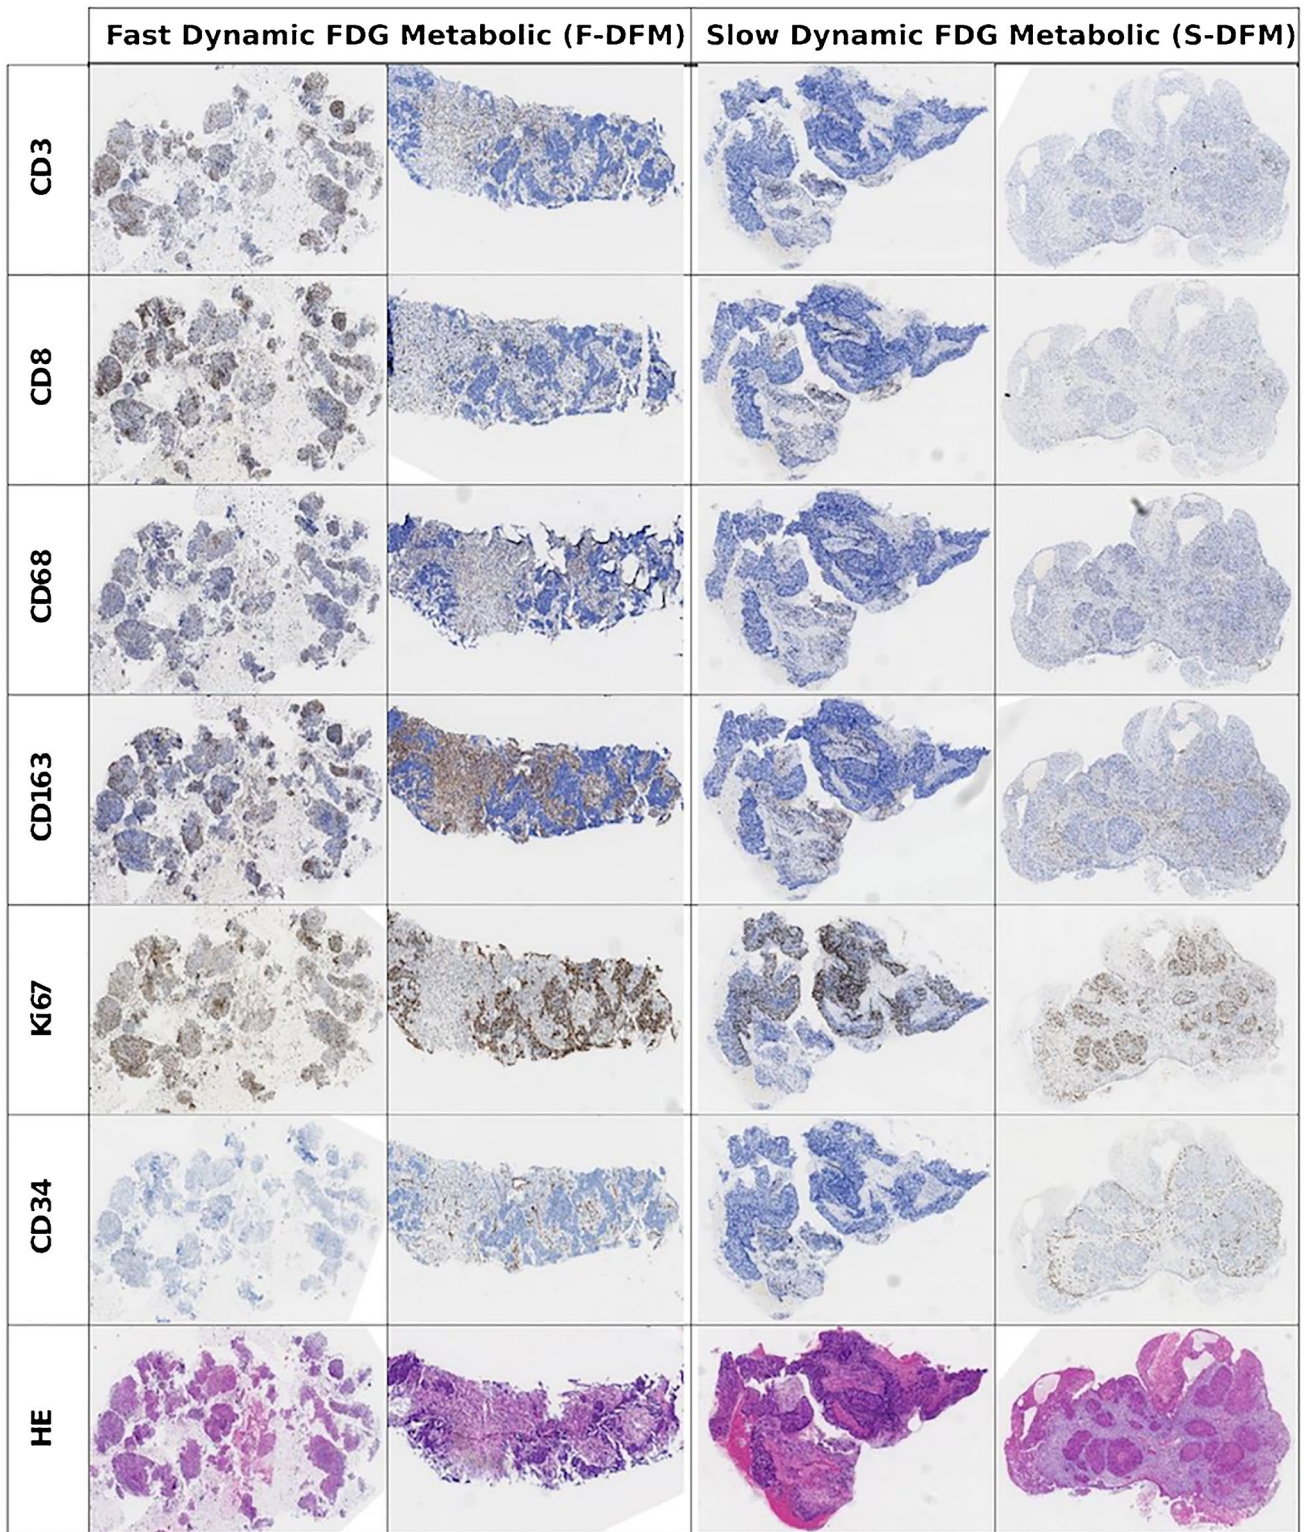 Fast Dynamic FDG Metabolic (F-DFM)
Slow Dynamic FDG Metabolic (S-DFM)
CD3
CD8
CD68
CD163
Ki67
CD34
HE